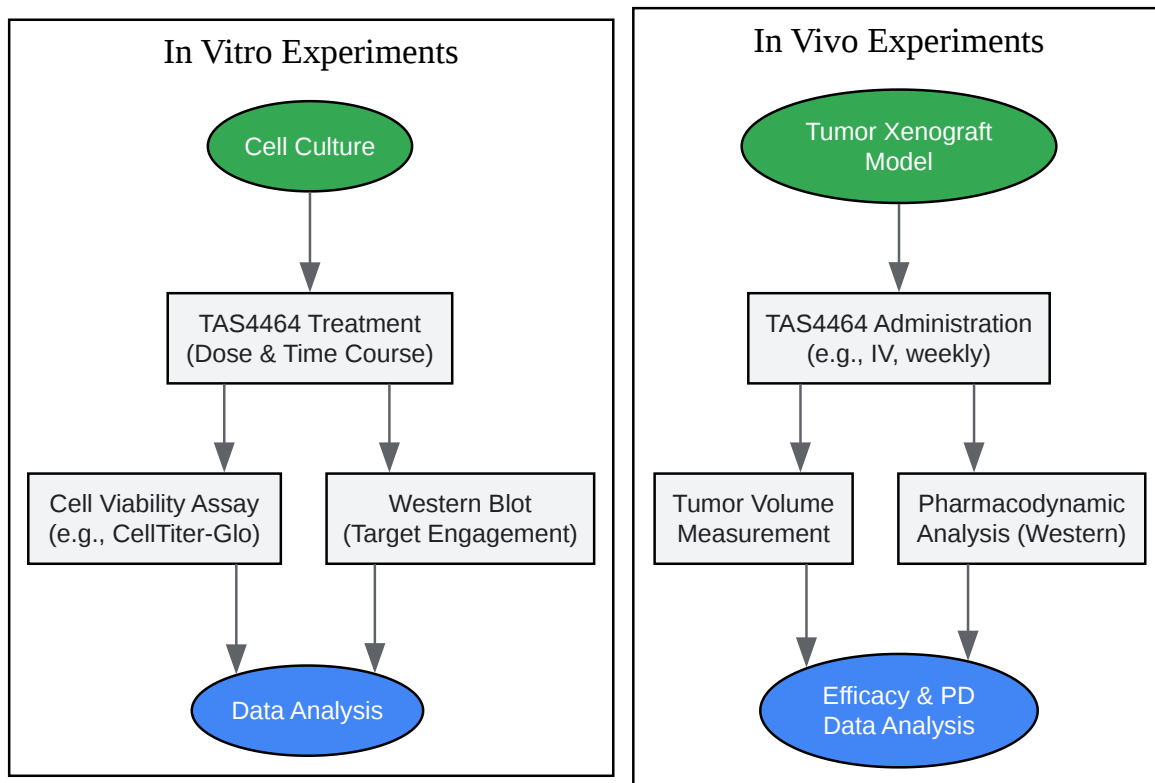 In Vitro Experiments
Cell Culture
TAS4464 Treatment
(Dose & Time Course)
Cell Viability Assay
(e.g., CellTiter-Glo)
Western Blot
(Target Engagement)
Data Analysis
In Vivo Experiments
Tumor Xenograft
Model
TAS4464 Administration
(e.g., IV, weekly)
Tumor Volume
Measurement
Pharmacodynamic
Analysis (Western)
Efficacy & PD
Data Analysis